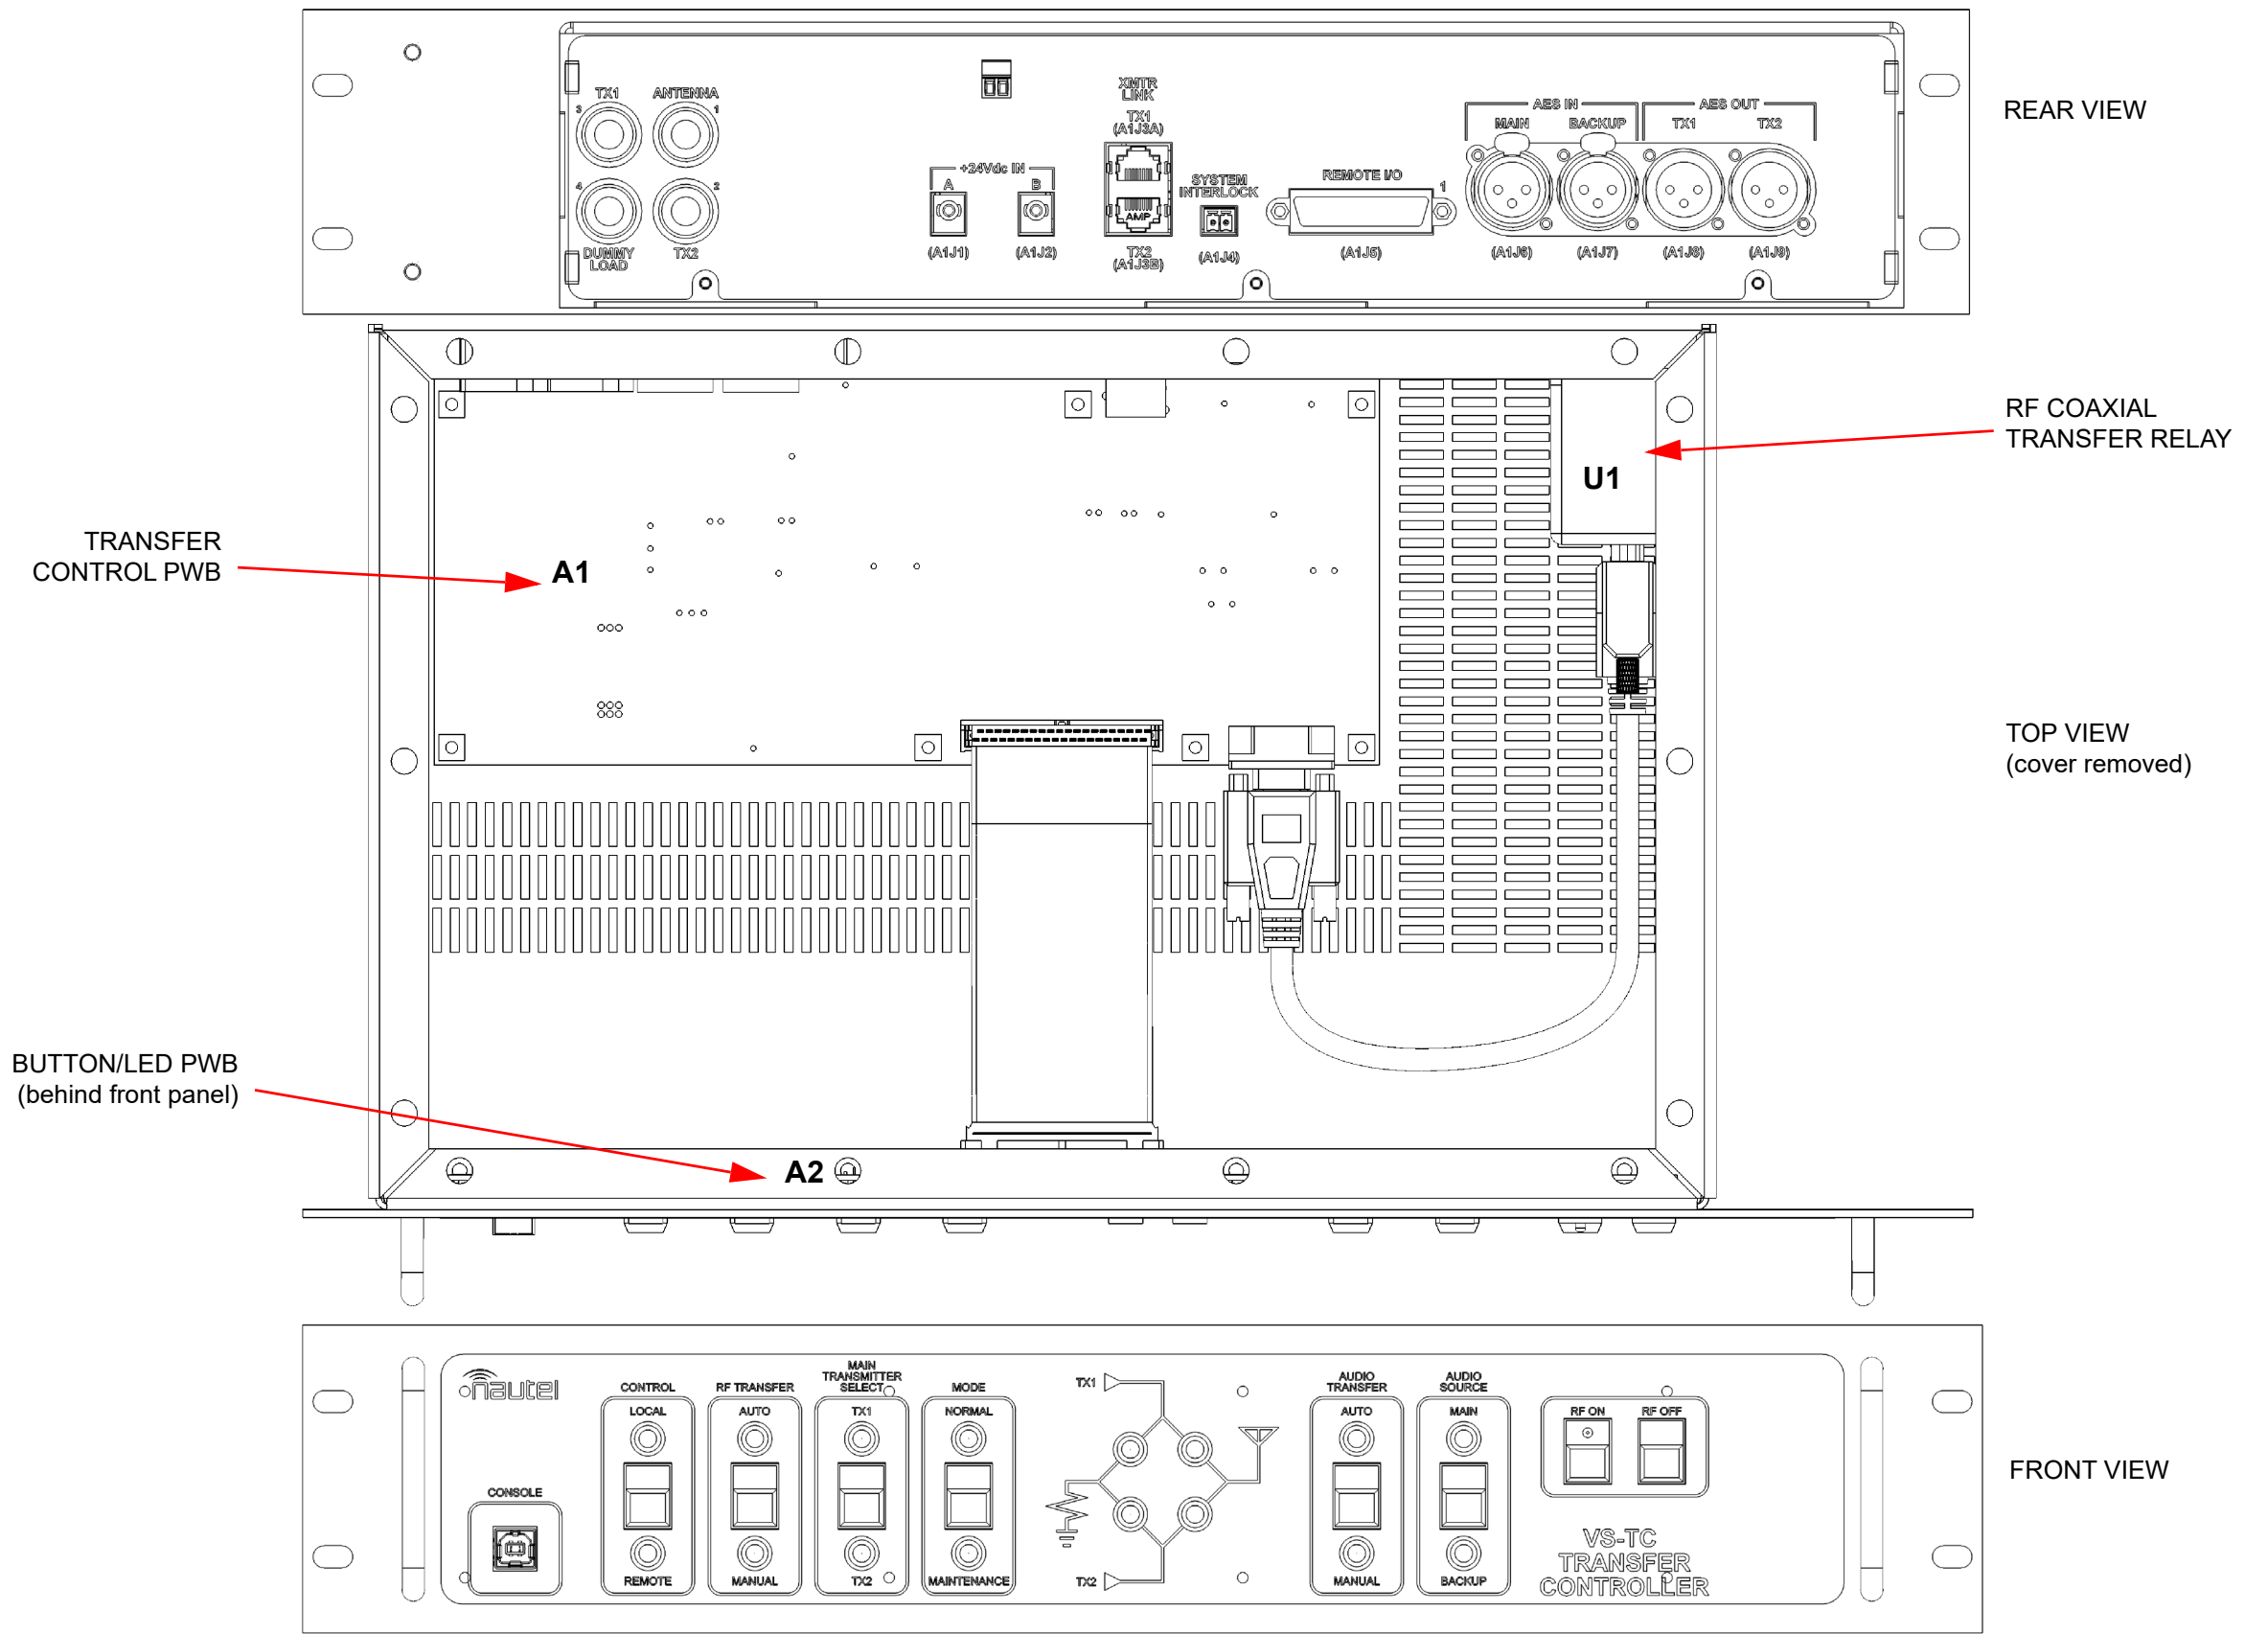 TX1
ANTENNA
3
1
4
2
DUMMY
LOAD
TX2
+24Vdc IN
A
B
(A1J1)
(A1J2)
XMTR
LINK
TX1
(A1J3A)
AMP
TX2
(A1J3B)
SYSTEM
INTERLOCK
(A1J4)
REMOTE I/O
1
(A1J5)
AES IN
AES OUT
MAIN
BACKUP
TX1
TX2
(A1J6)
(A1J7)
(A1J8)
(A1J9)
REAR VIEW
RF COAXIAL
TRANSFER RELAY
U1
TRANSFER
CONTROL PWB
A1
TOP VIEW
(cover removed)
BUTTON/LED PWB
(behind front panel)
A2
nautel
CONSOLE
CONTROL
LOCAL
REMOTE
RF TRANSFER
AUTO
MANUAL
MAIN
TRANSMITTER
SELECT
TX1
TX2
MODE
NORMAL
MAINTENANCE
TX1
TX2
AUDIO
TRANSFER
AUTO
MANUAL
AUDIO
SOURCE
MAIN
BACKUP
RF ON
RF OFF
VS-TC
TRANSFER
CONTROLLER
FRONT VIEW